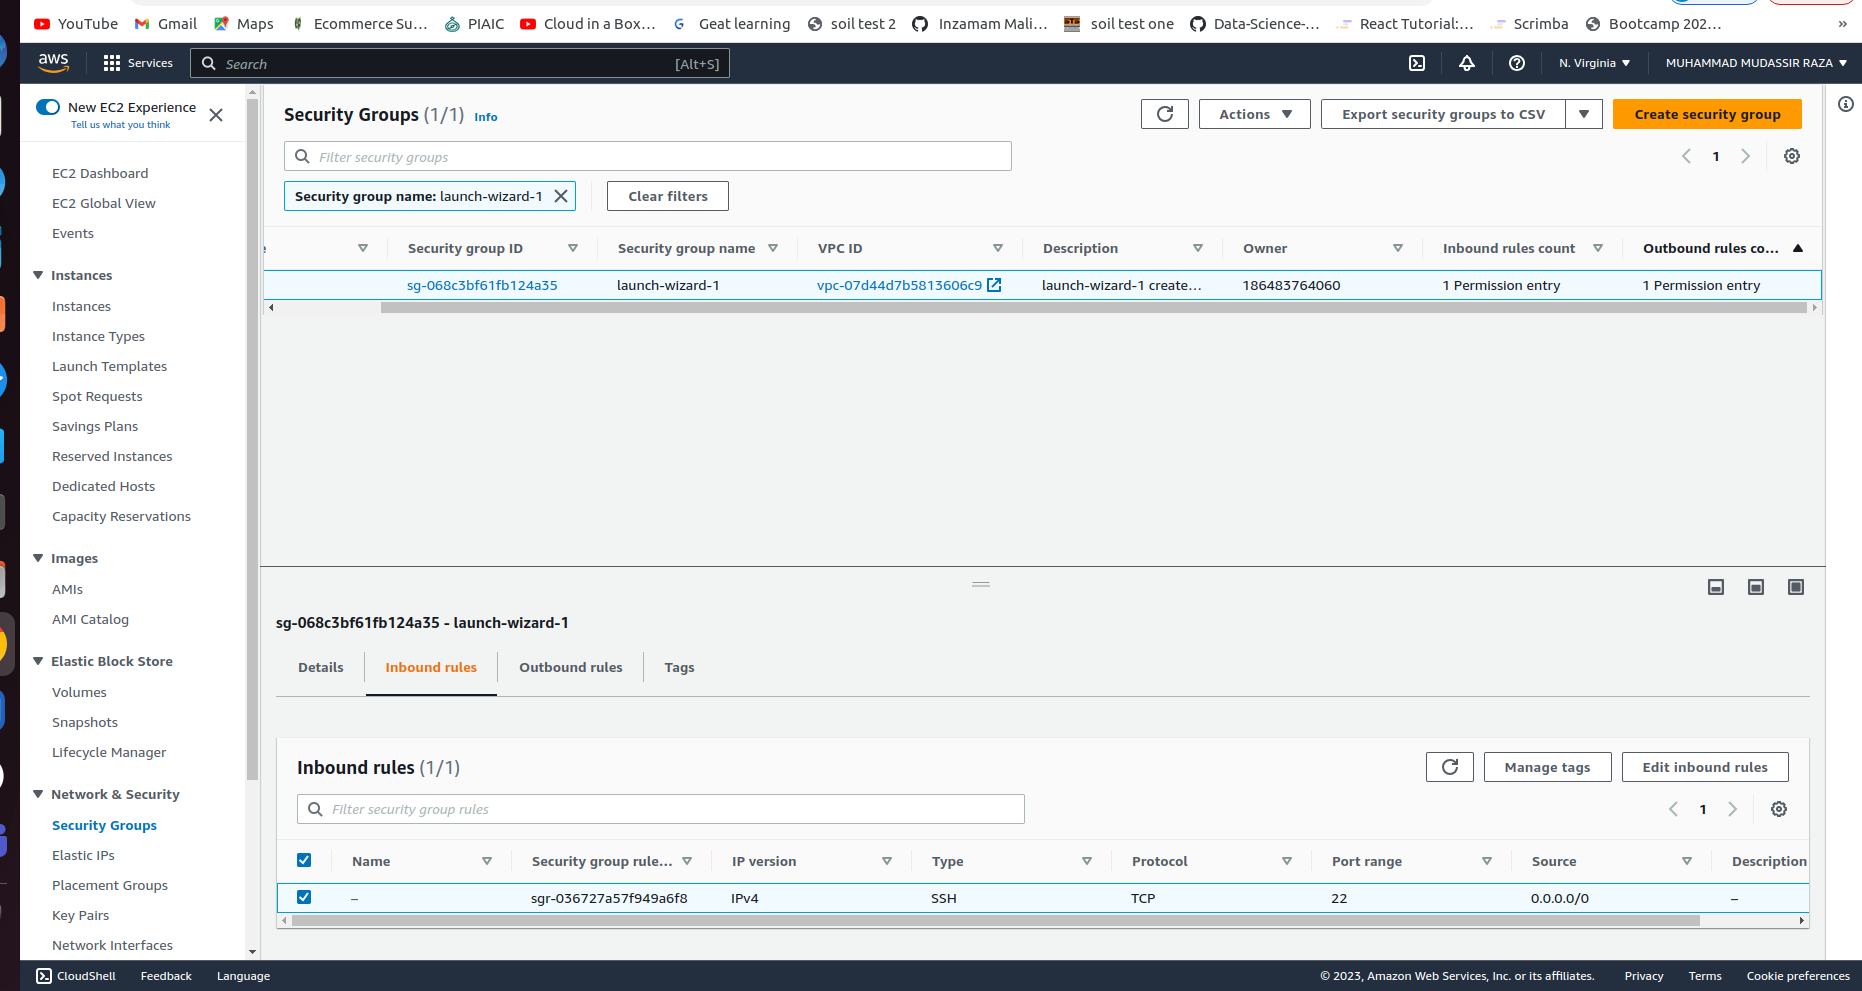 YouTube Gmail Maps Ecommerce Su... PIAIC Cloud in a Box... Geat learning soil test 2 Inzamam Mali... soil test one Data-Science-... React Tutorial:... Scrimba Bootcamp 202... »
aws Services Search [Alt+S] N. Virginia MUHAMMAD MUDASSIR RAZA
New EC2 Experience
Tell us what you think
EC2 Dashboard
EC2 Global View
Events
Instances
Instances
Instance Types
Launch Templates
Spot Requests
Savings Plans
Reserved Instances
Dedicated Hosts
Capacity Reservations
Images
AMIs
AMI Catalog
Elastic Block Store
Volumes
Snapshots
Lifecycle Manager
Network & Security
Security Groups
Elastic IPs
Placement Groups
Key Pairs
Network Interfaces
Security Groups (1/1) Info Actions Export security groups to CSV Create security group
Filter security groups 1
Security group name: launch-wizard-1 Clear filters
Security group ID Security group name VPC ID Description Owner Inbound rules count Outbound rules co...
sg-068c3bf61fb124a35 launch-wizard-1 vpc-07d44d7b5813606c9 launch-wizard-1 create... 186483764060 1 Permission entry 1 Permission entry
sg-068c3bf61fb124a35 - launch-wizard-1
Details Inbound rules Outbound rules Tags
Inbound rules (1/1) Manage tags Edit inbound rules
Filter security group rules 1
Name Security group rule... IP version Type Protocol Port range Source Description
– sgr-036727a57f949a6f8 IPv4 SSH TCP 22 0.0.0.0/0 –
CloudShell Feedback Language © 2023, Amazon Web Services, Inc. or its affiliates. Privacy Terms Cookie preferences